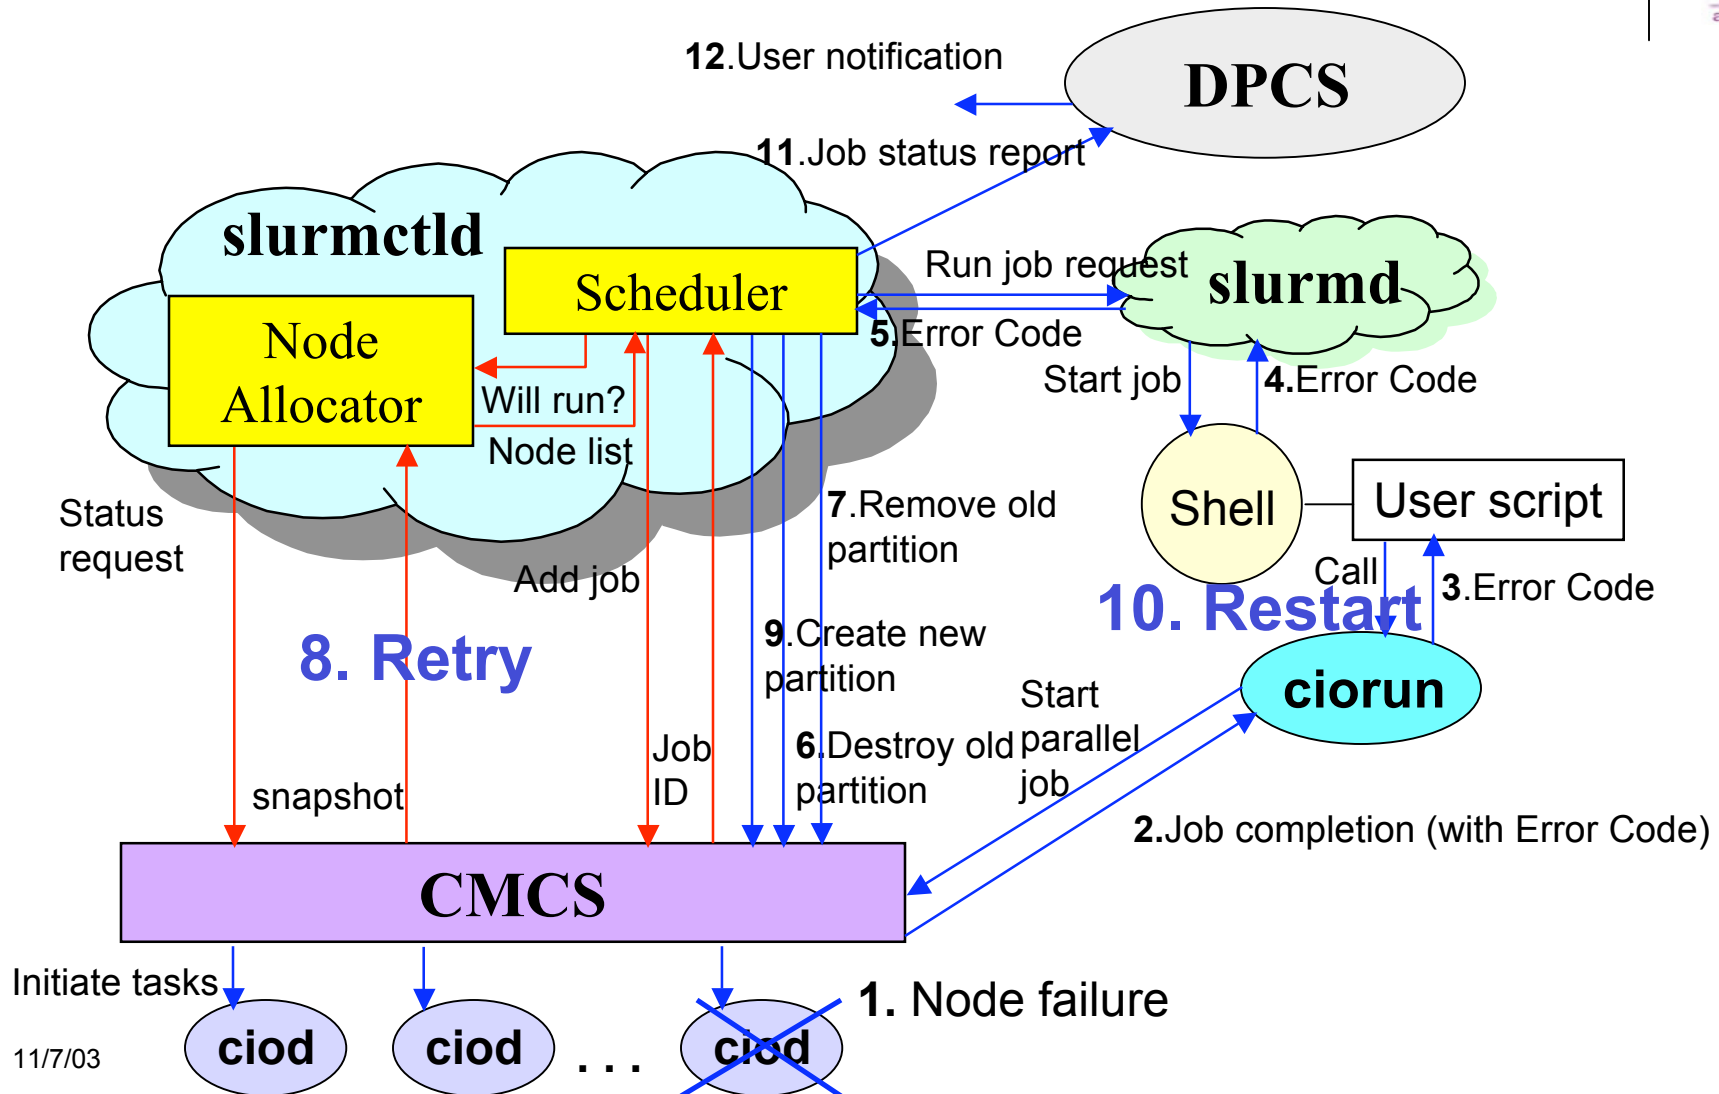 12.User notification
DPCS
11.Job status report
slurmctld
Scheduler
Run job request
slurmd
5.Error Code
Node
Allocator
Will run?
Node list
Start job
4.Error Code
Shell
User script
Status
request
7.Remove old
partition
Add job
Call
3.Error Code
10. Restart
8. Retry
9.Create new
partition
ciorun
Start
parallel
job
Job
ID
6.Destroy old
partition
snapshot
2.Job completion (with Error Code)
CMCS
Initiate tasks
1. Node failure
ciod
ciod
. . .
ciod
11/7/03